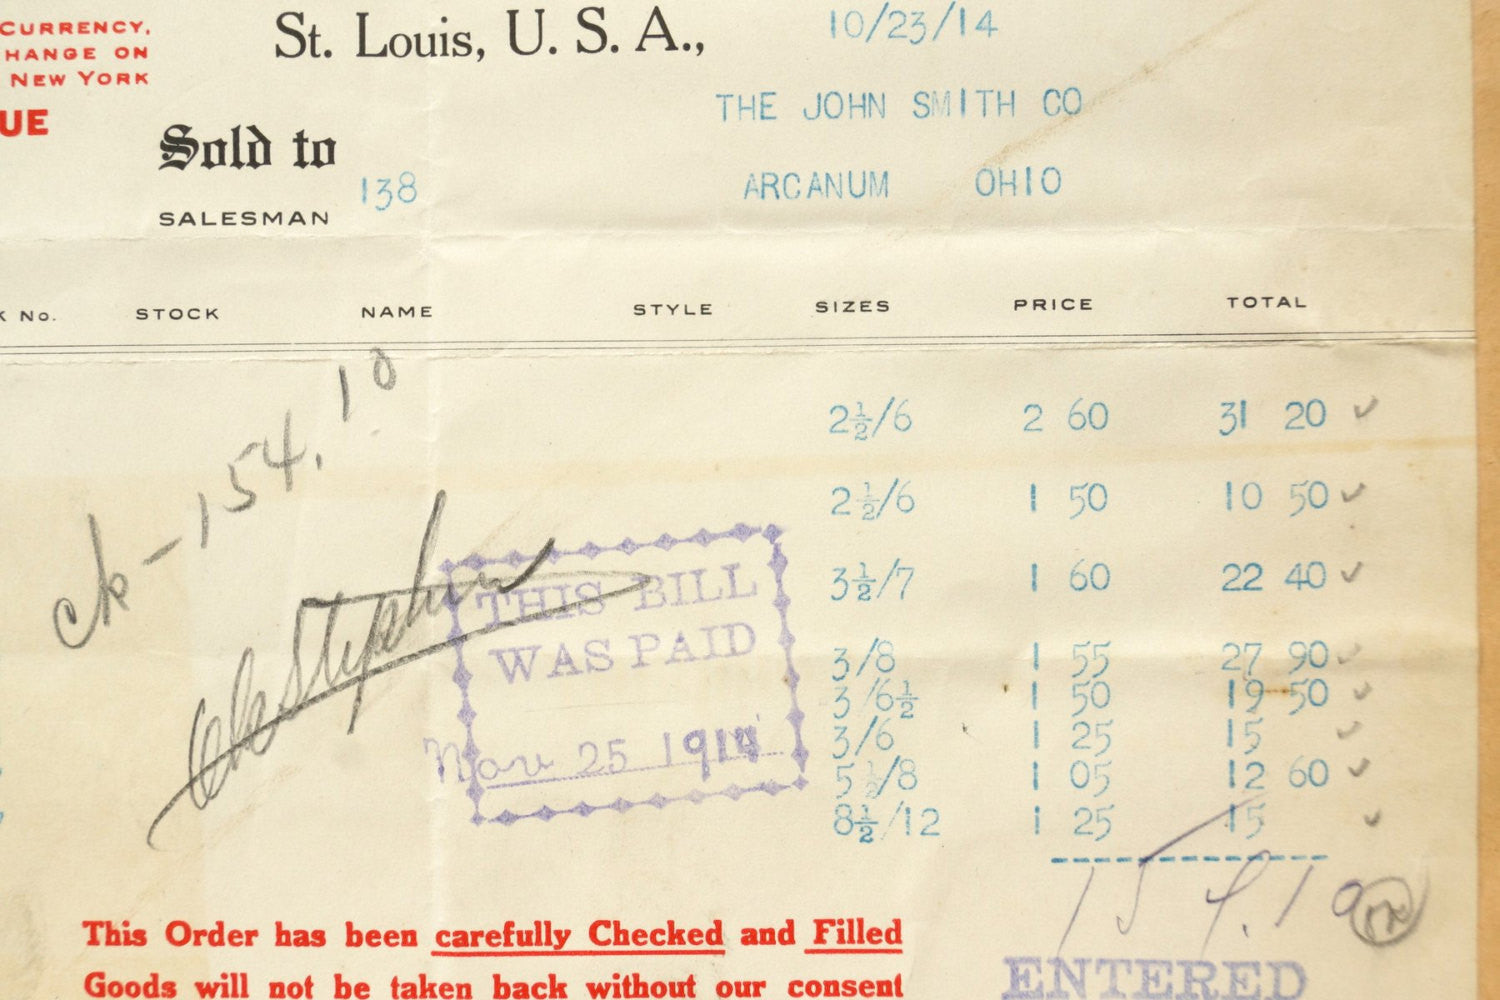 CURRENCY,
HANGE ON
NEW YORK
UE
St. Louis, U. S. A.,
10/23/14
THE JOHN SMITH CO
Sold to
ARCANUM OHIO
138
SALESMAN
K No. STOCK NAME STYLE SIZES PRICE TOTAL
2½/6 2 60 31 20
2½/6 1 50 10 50
3½/7 1 60 22 40
3/8 1 55 27 90
3/6½ 1 50 19 50
3/6 1 25 15
5½/8 1 05 12 60
8½/12 1 25 15
154.10
ck-154.10
THIS BILL
WAS PAID
Nov 25 1914
This Order has been carefully Checked and Filled
Goods will not be taken back without our consent
ENTERED